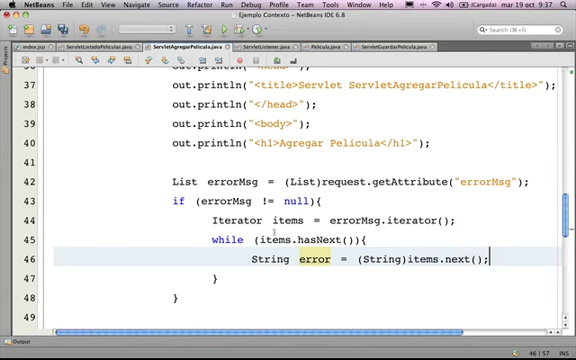 NetBeans File Edit View Navigate Source Refactor Run Debug Profile Team Tools Window Help (Cargada) mar 19 oct 9:37
Ejemplo Contexto - NetBeans IDE 6.8
Search (⌘+I)
index.jsp ServletListadoPeliculas.java ServletAgregarPelicula.java ServletListener.java Pelicula.java ServletGuardarPelicula.java
Projects
Files
37 out.println("<title>Servlet ServletAgregarPelicula</title>");
38 out.println("</head>");
39 out.println("<body>");
40 out.println("<h1>Agregar Pelicula</h1>");
41
42 List errorMsg = (List)request.getAttribute("errorMsg");
43 if (errorMsg != null){
44 Iterator items = errorMsg.iterator();
45 while (items.hasNext()){
46 String error = (String)items.next();
47 }
48 }
49
Output
46 | 57 INS